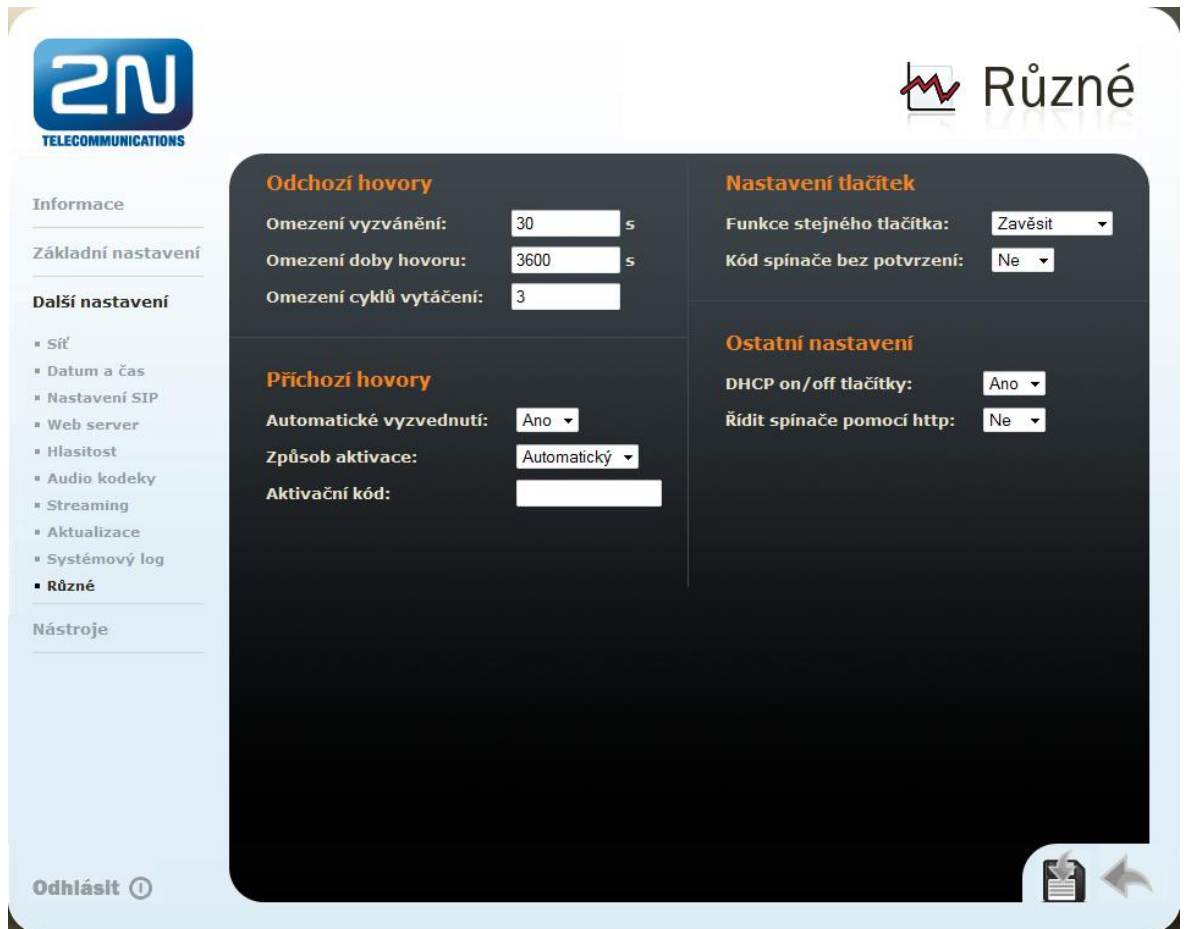 2N
TELECOMMUNICATIONS
Různé
Informace
Základní nastavení
Další nastavení
Síť
Datum a čas
Nastavení SIP
Web server
Hlasitost
Audio kodeky
Streaming
Aktualizace
Systémový log
Různé
Nástroje
Odhlásit
Odchozí hovory
Omezení vyzvánění: 30 s
Omezení doby hovoru: 3600 s
Omezení cyklů vytáčení: 3
Příchozí hovory
Automatické vyzvednutí: Ano
Způsob aktivace: Automatický
Aktivační kód:
Nastavení tlačítek
Funkce stejného tlačítka: Zavěsit
Kód spínače bez potvrzení: Ne
Ostatní nastavení
DHCP on/off tlačítky: Ano
Řídit spínače pomocí http: Ne